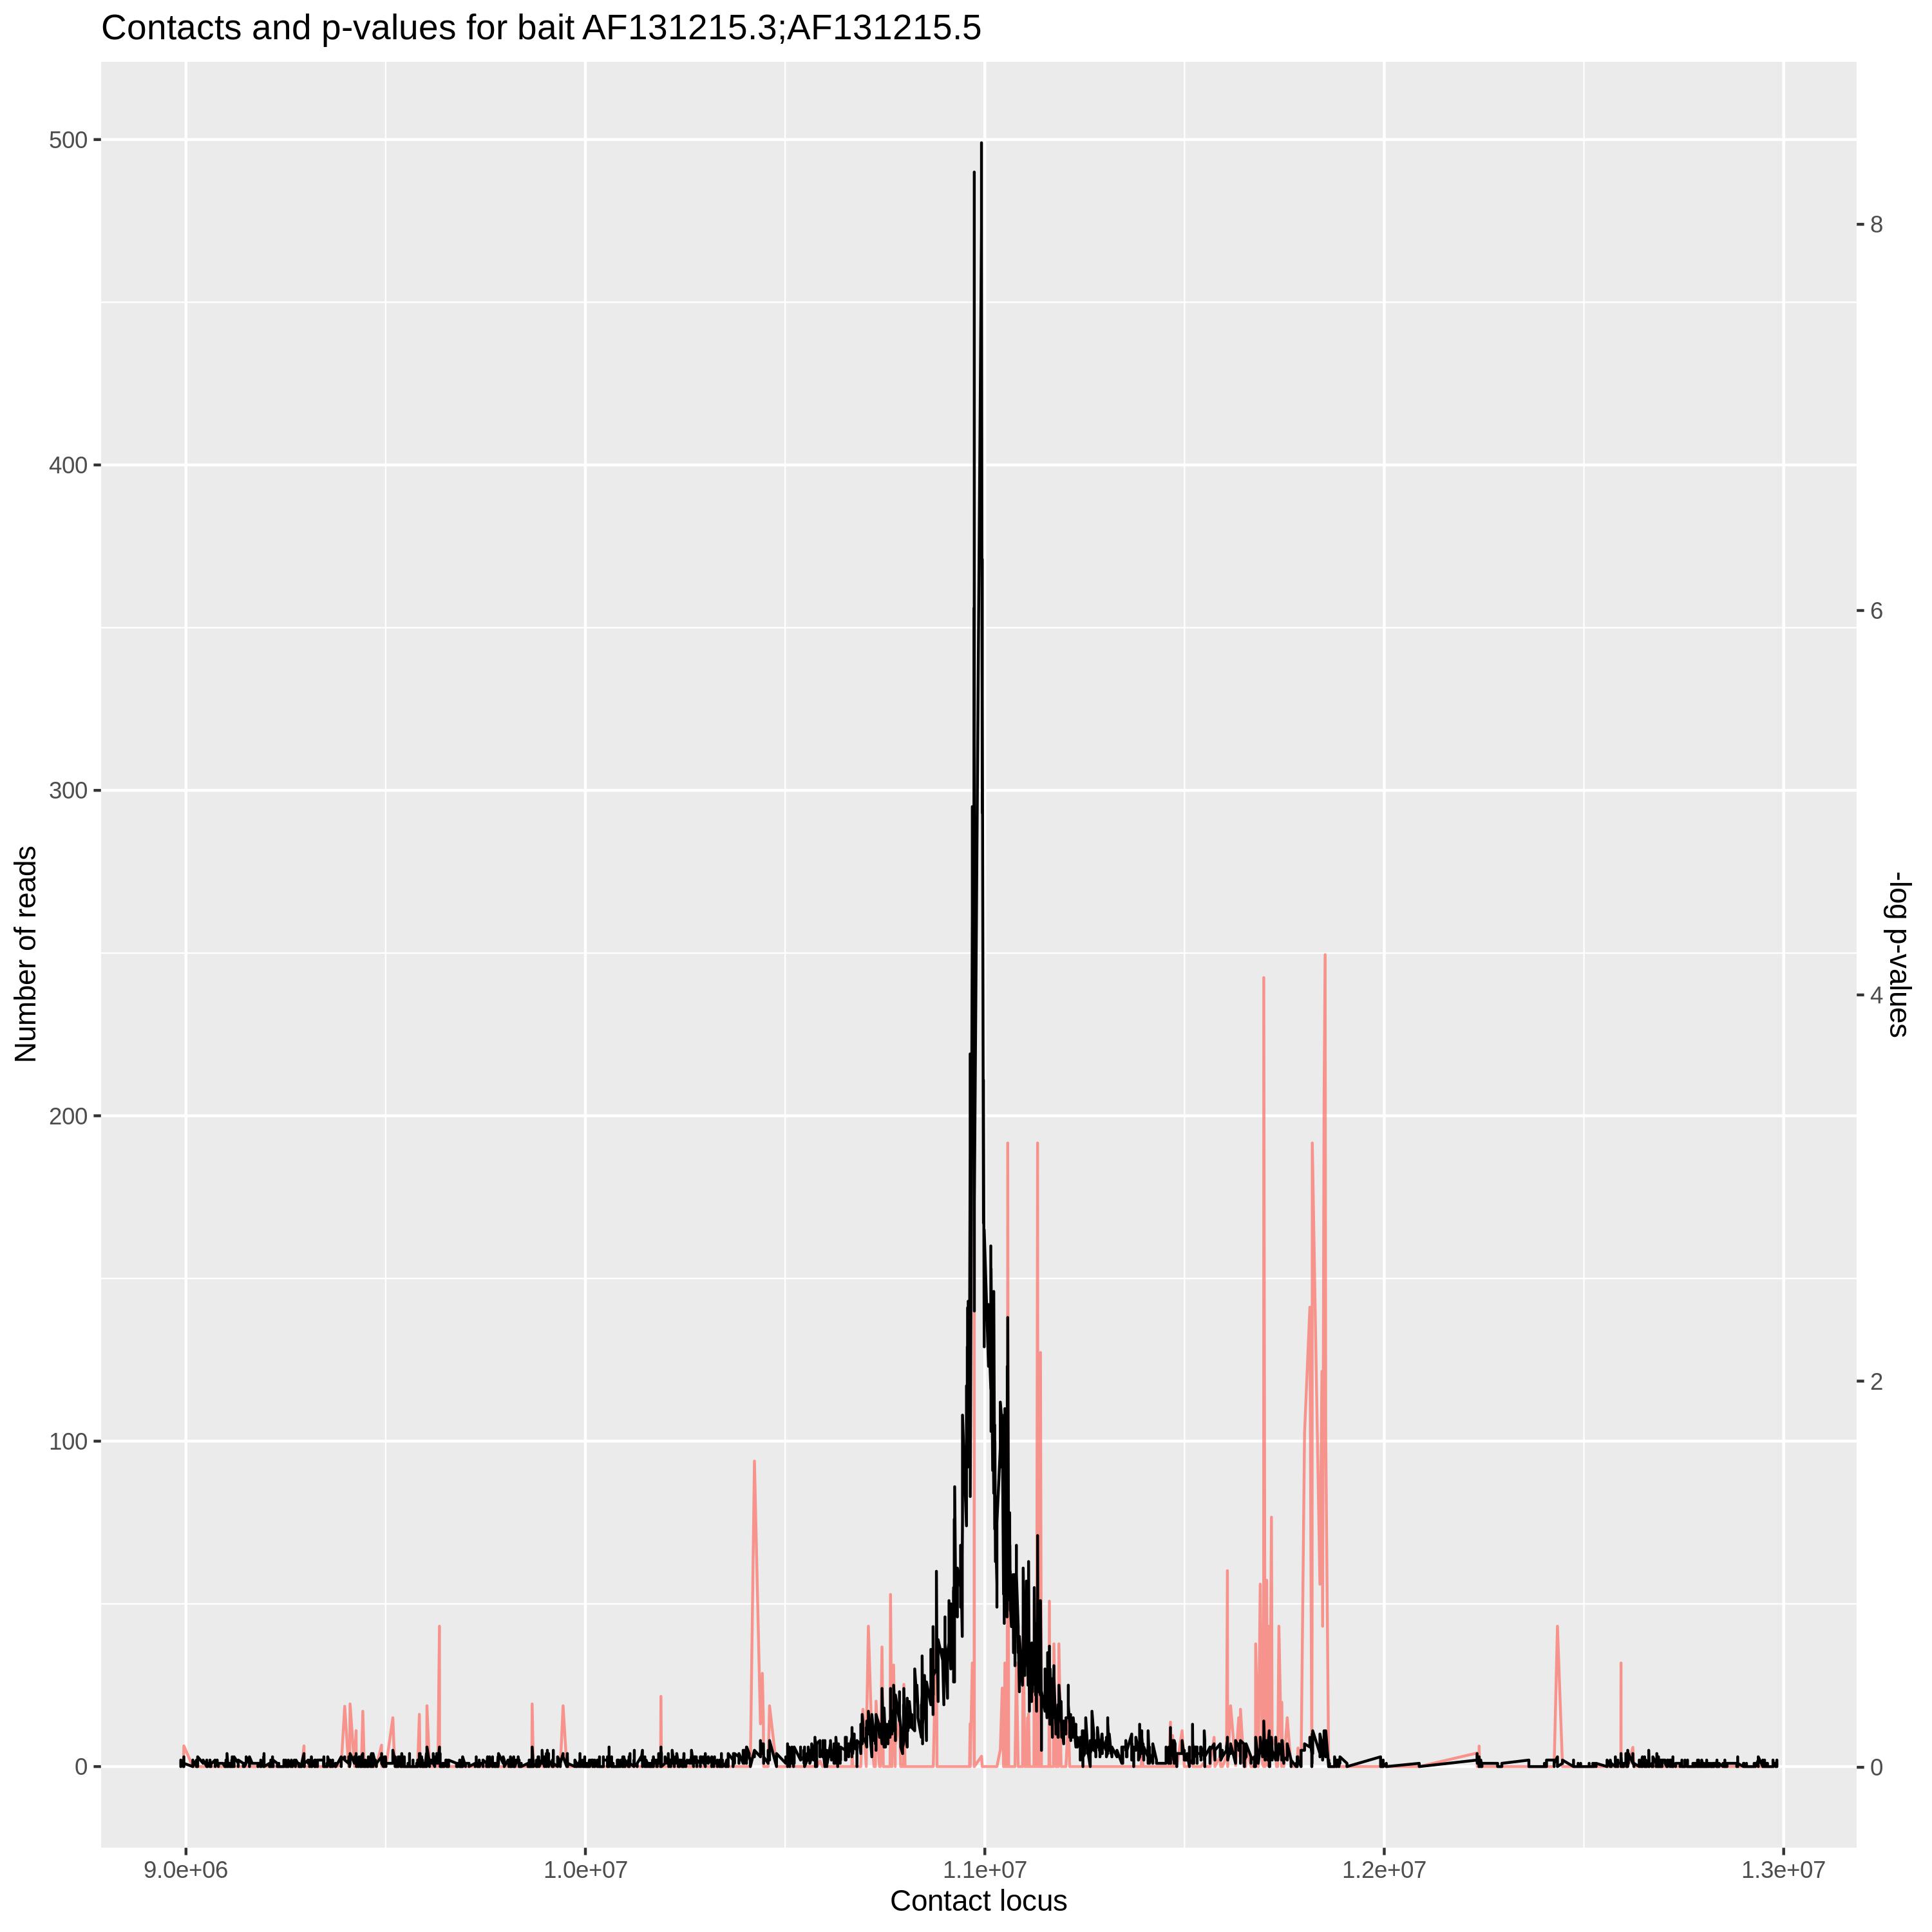 Contacts and p-values for bait AF131215.3;AF131215.5
500
400
300
200
100
0
Number of reads
8
6
4
2
0
-log p-values
9.0e+06
1.0e+07
1.1e+07
1.2e+07
1.3e+07
Contact locus